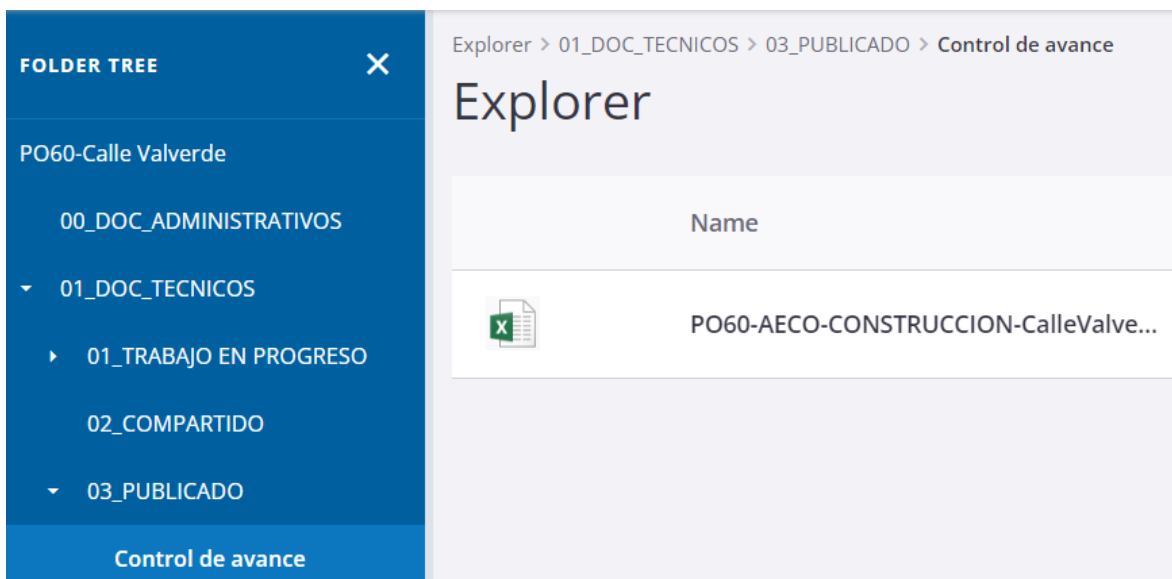 FOLDER TREE
PO60-Calle Valverde
00_DOC_ADMINISTRATIVOS
01_DOC_TECNICOS
01_TRABAJO EN PROGRESO
02_COMPARTIDO
03_PUBLICADO
Control de avance
Explorer > 01_DOC_TECNICOS > 03_PUBLICADO > Control de avance
Explorer
Name
PO60-AECO-CONSTRUCCION-CalleValve...